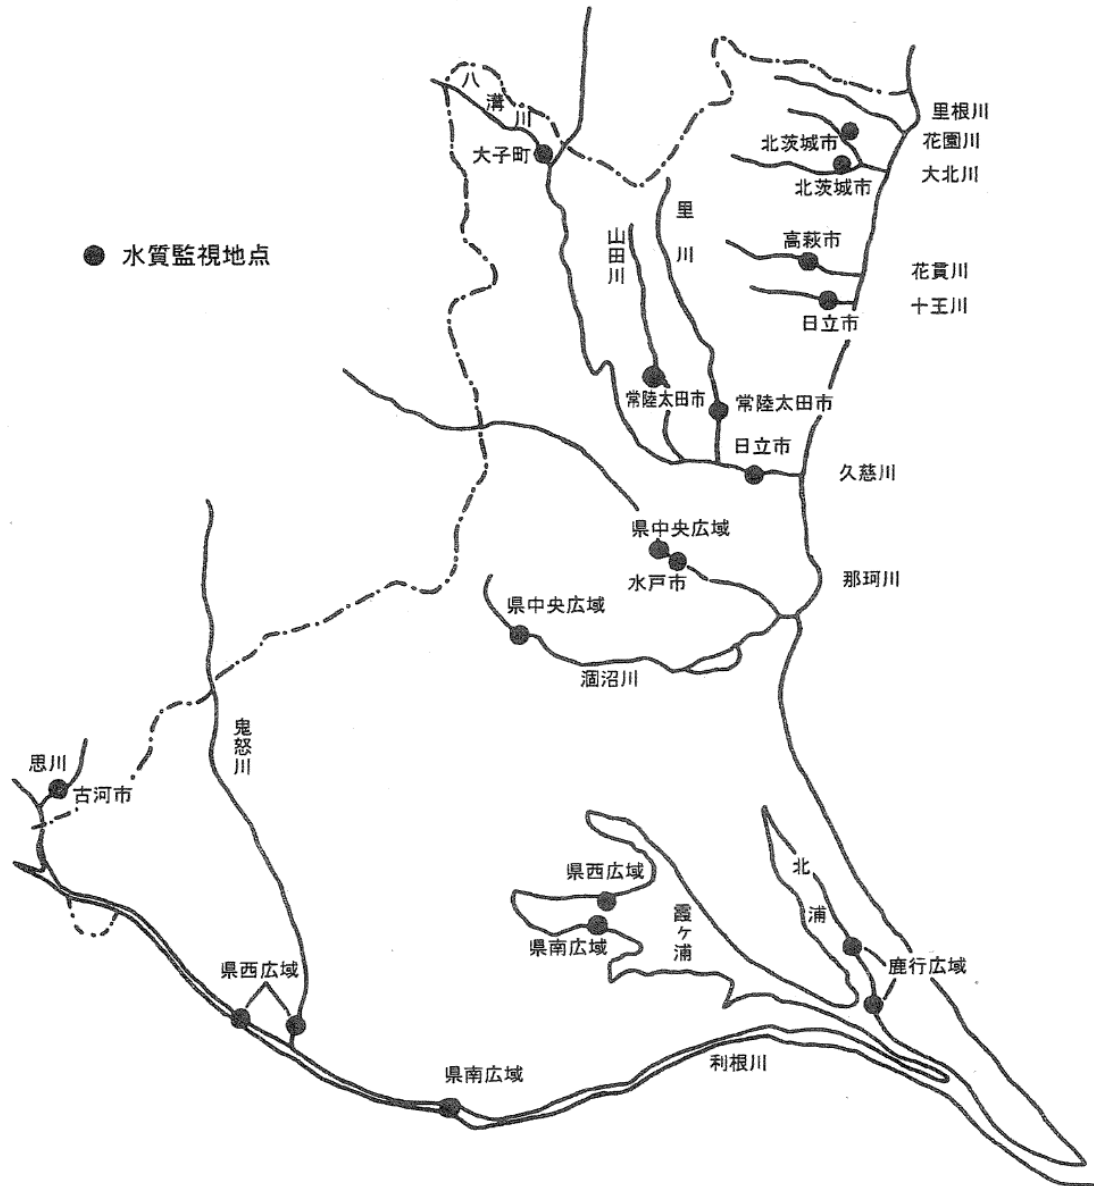 八溝川
里根川
花園川
北茨城市
大子町
大北川
北茨城市
里川
山田川
高萩市
水質監視地点
花貫川
十王川
日立市
常陸太田市
常陸太田市
日立市
久慈川
県中央広域
水戸市
那珂川
県中央広域
涸沼川
鬼怒川
思川
古河市
県西広域
北浦
霞ヶ浦
県南広域
鹿行広域
県西広域
利根川
県南広域